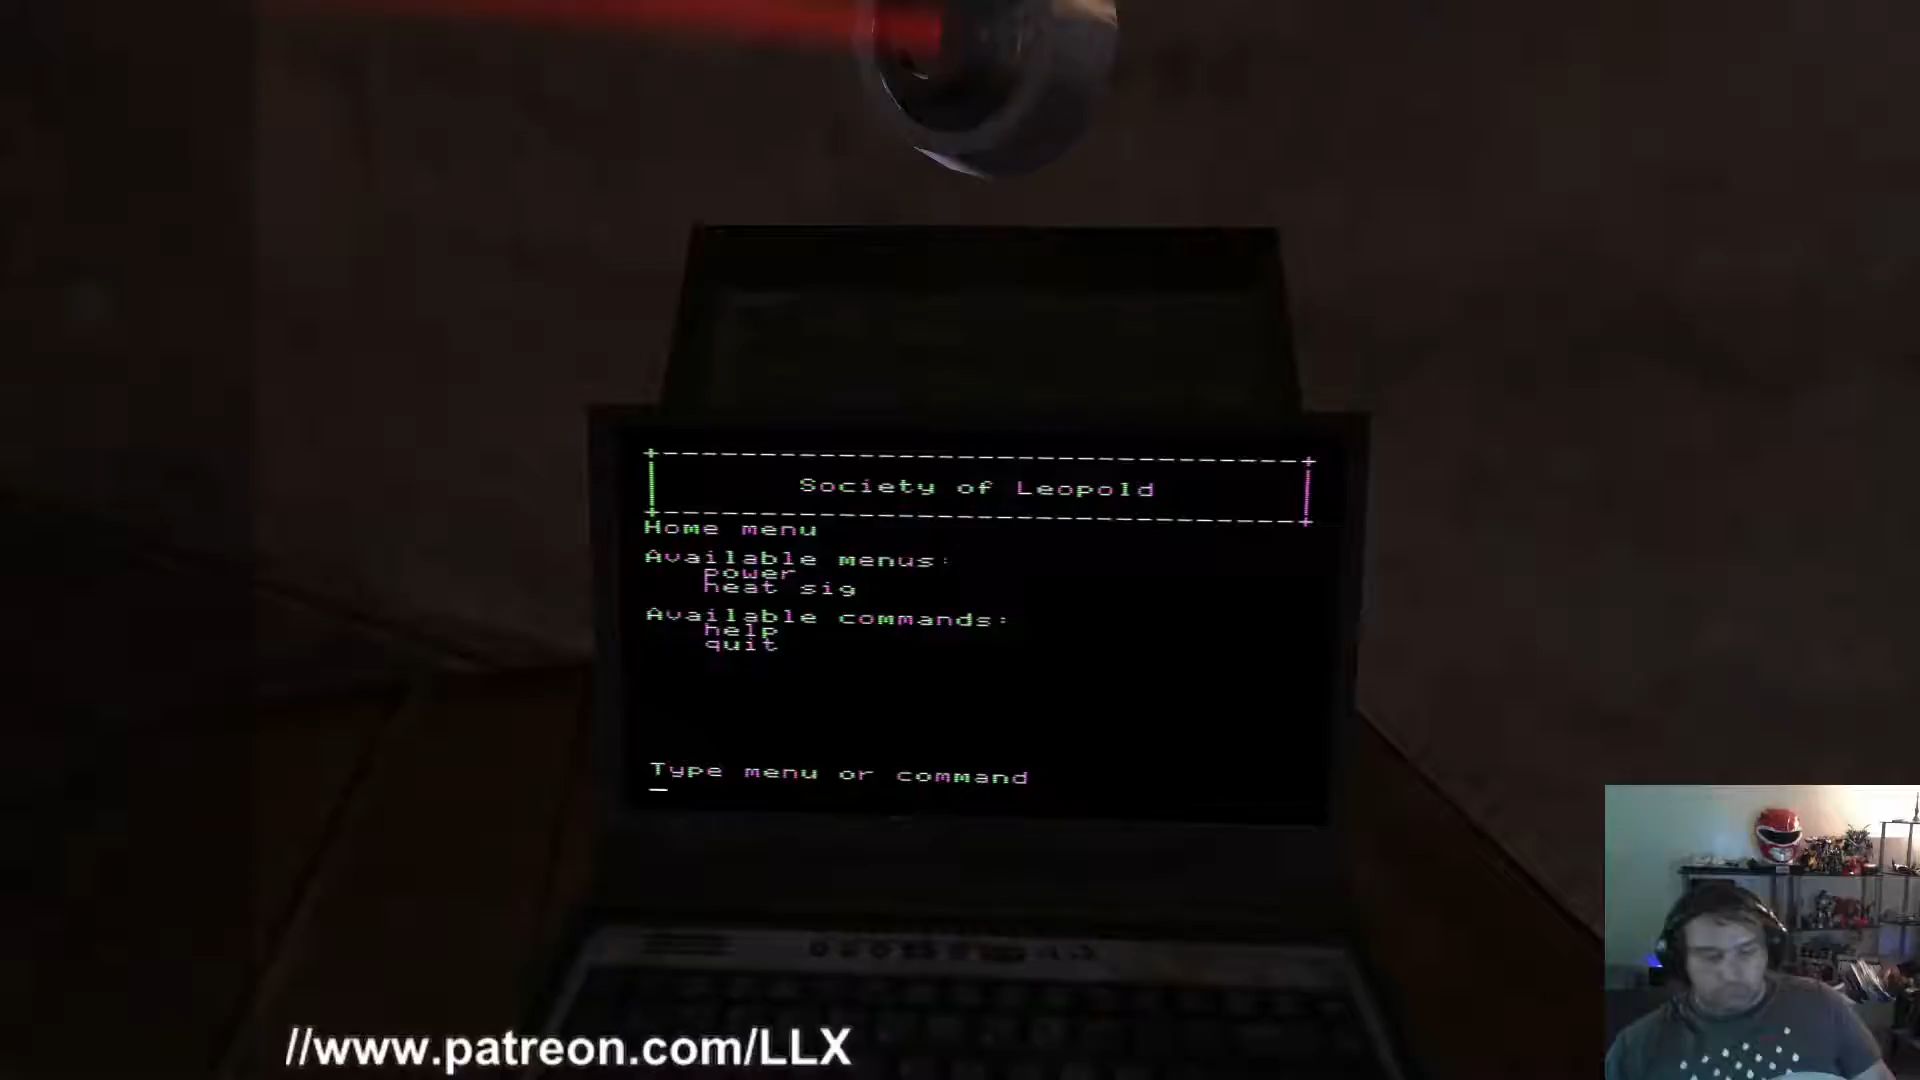 Society of Leopold
Home menu
Available menus:
power
heat sig
Available commands:
help
quit
Type menu or command
//www.patreon.com/LLX